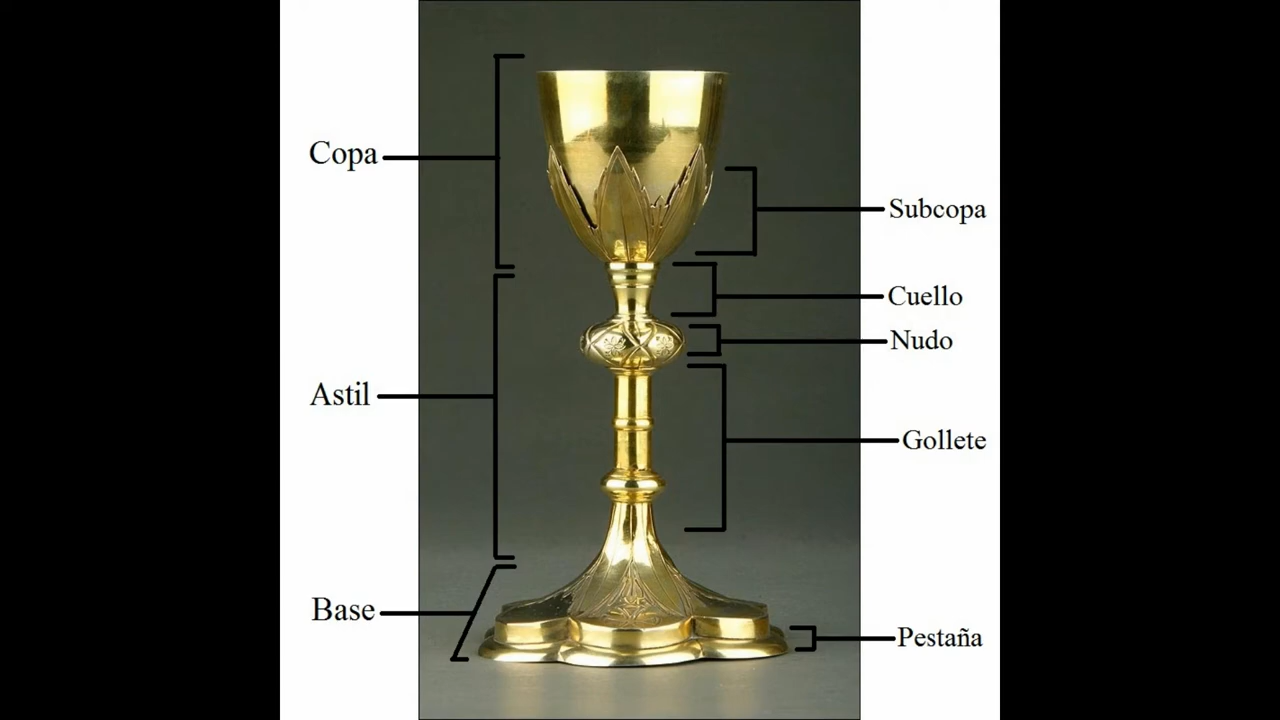 Copa
Subcopa
Cuello
Nudo
Astil
Gollete
Base
Pestaña